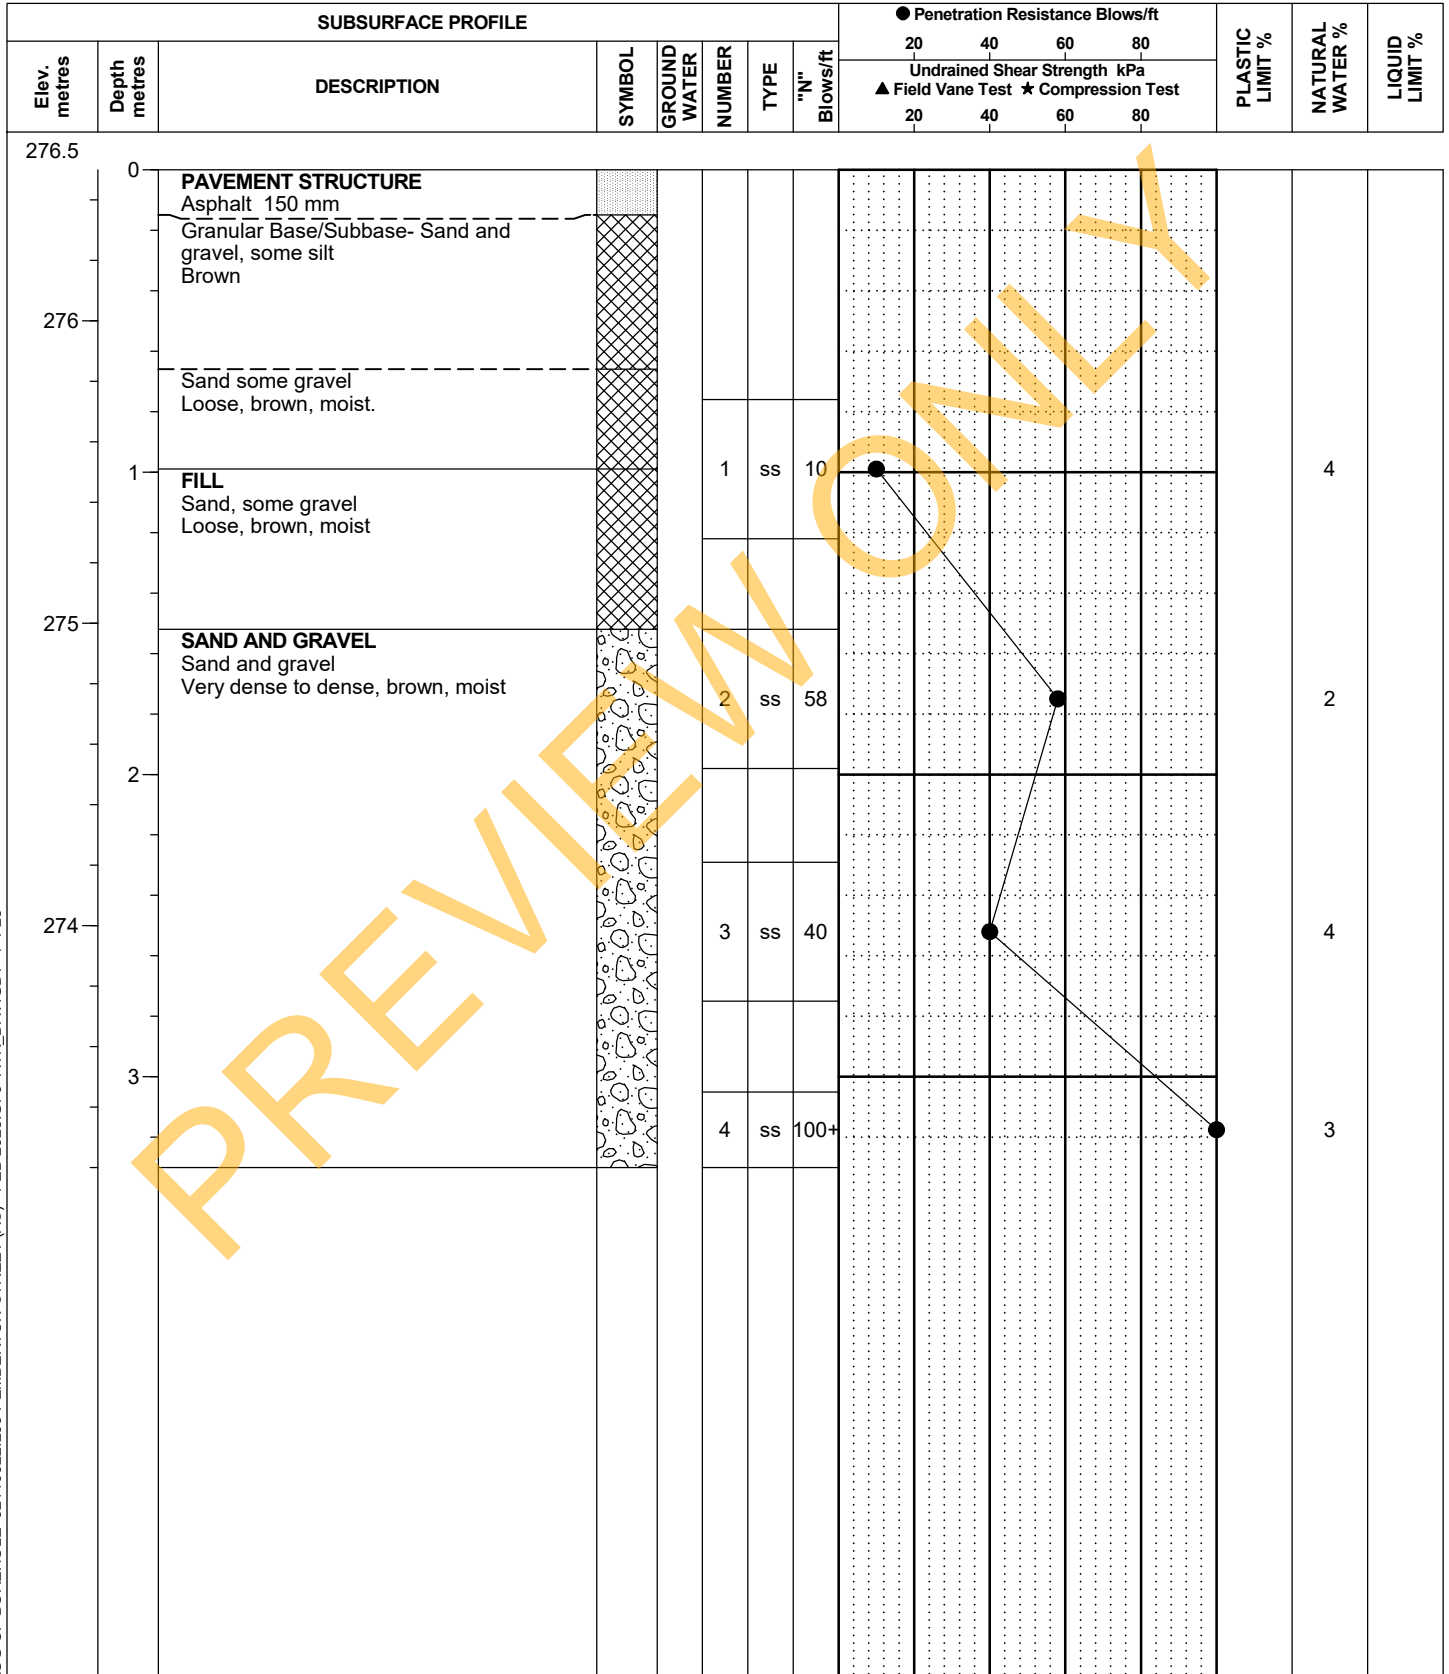 SUBSURFACE PROFILE
● Penetration Resistance Blows/ft
20 40 60 80
Undrained Shear Strength kPa
▲ Field Vane Test ★ Compression Test
20 40 60 80
Elev. metres
Depth metres
DESCRIPTION
SYMBOL
GROUND WATER
NUMBER
TYPE
"N" Blows/ft
PLASTIC LIMIT %
NATURAL WATER %
LIQUID LIMIT %
276.5
0
PAVEMENT STRUCTURE
Asphalt 150 mm
Granular Base/Subbase- Sand and
gravel, some silt
Brown
276
Sand some gravel
Loose, brown, moist.
1 1 ss 10 4
FILL
Sand, some gravel
Loose, brown, moist
275
SAND AND GRAVEL
Sand and gravel
Very dense to dense, brown, moist
2 ss 58 2
2
274 3 ss 40 4
3
4 ss 100+ 3
PREVIEW ONLY